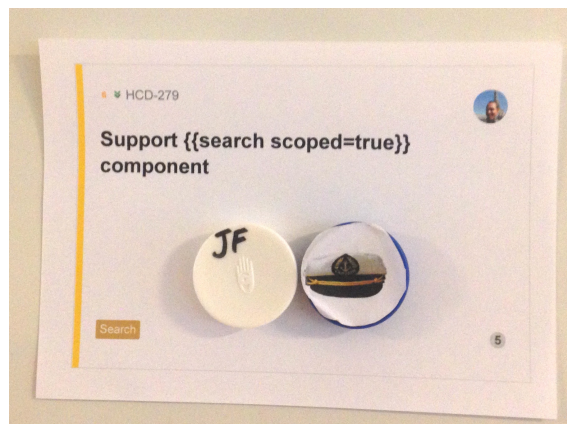 HCD-279
Support {{search scoped=true}}
component
JF
Search
5